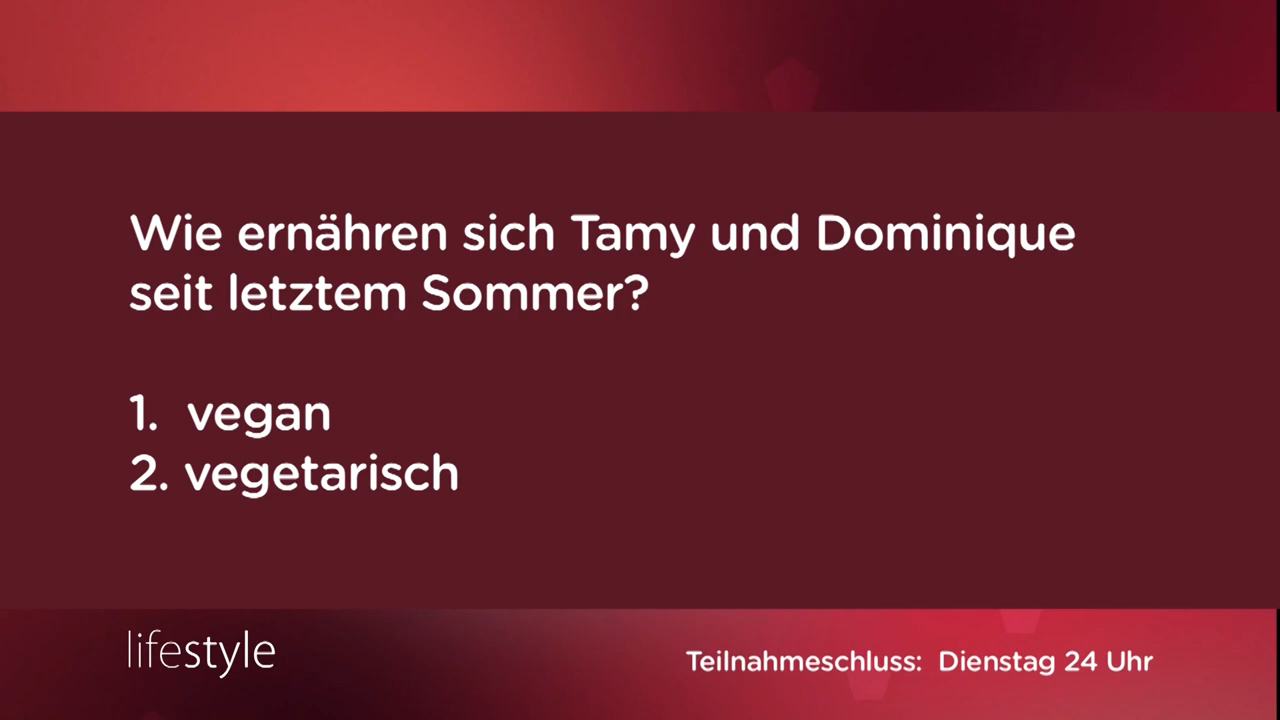 Wie ernähren sich Tamy und Dominique
seit letztem Sommer?
1. vegan
2. vegetarisch
lifestyle
Teilnahmeschluss: Dienstag 24 Uhr